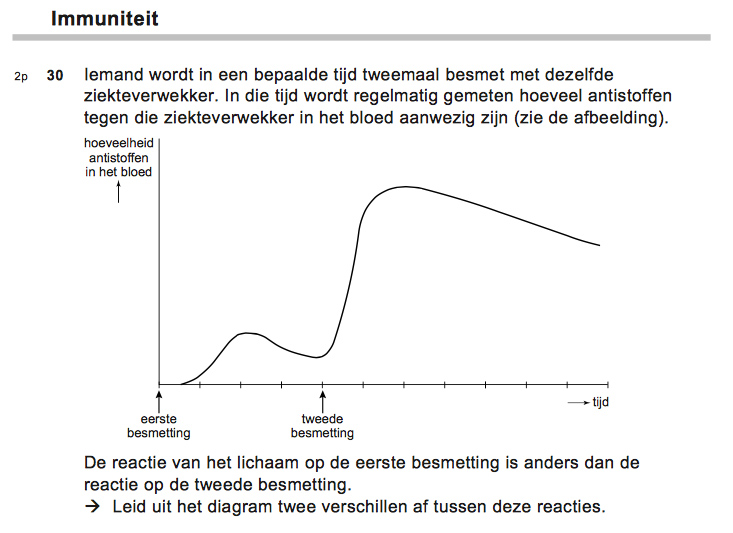 Immuniteit
2p 30 Iemand wordt in een bepaalde tijd tweemaal besmet met dezelfde
ziekteverwekker. In die tijd wordt regelmatig gemeten hoeveel antistoffen
tegen die ziekteverwekker in het bloed aanwezig zijn (zie de afbeelding).
hoeveelheid
antistoffen
in het bloed
tijd
eerste
besmetting
tweede
besmetting
De reactie van het lichaam op de eerste besmetting is anders dan de
reactie op de tweede besmetting.
→ Leid uit het diagram twee verschillen af tussen deze reacties.